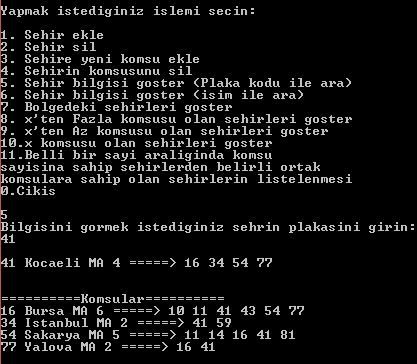 Yapmak istediginiz islemi secin:
1. Sehir ekle
2. Sehir sil
3. Sehire yeni komsu ekle
4. Sehirin komsusunu sil
5. Sehir bilgisi goster (Plaka kodu ile ara)
6. Sehir bilgisi goster (isim ile ara)
7. Bolgedeki sehirleri goster
8. x'ten Fazla komsusu olan sehirleri goster
9. x'ten Az komsusu olan sehirleri goster
10.x komsusu olan sehirleri goster
11.Belli bir sayi araliginda komsu
sayisina sahip sehirlerden belirli ortak
komsulara sahip olan sehirlerin listelenmesi
0.Cikis
5
Bilgisini gormek istediginiz sehrin plakasini girin:
41
41 Kocaeli MA 4 =====> 16 34 54 77
==========Komsular==========
16 Bursa MA 6 =====> 10 11 41 43 54 77
34 Istanbul MA 2 =====> 41 59
54 Sakarya MA 5 =====> 11 14 16 41 81
77 Yalova MA 2 =====> 16 41